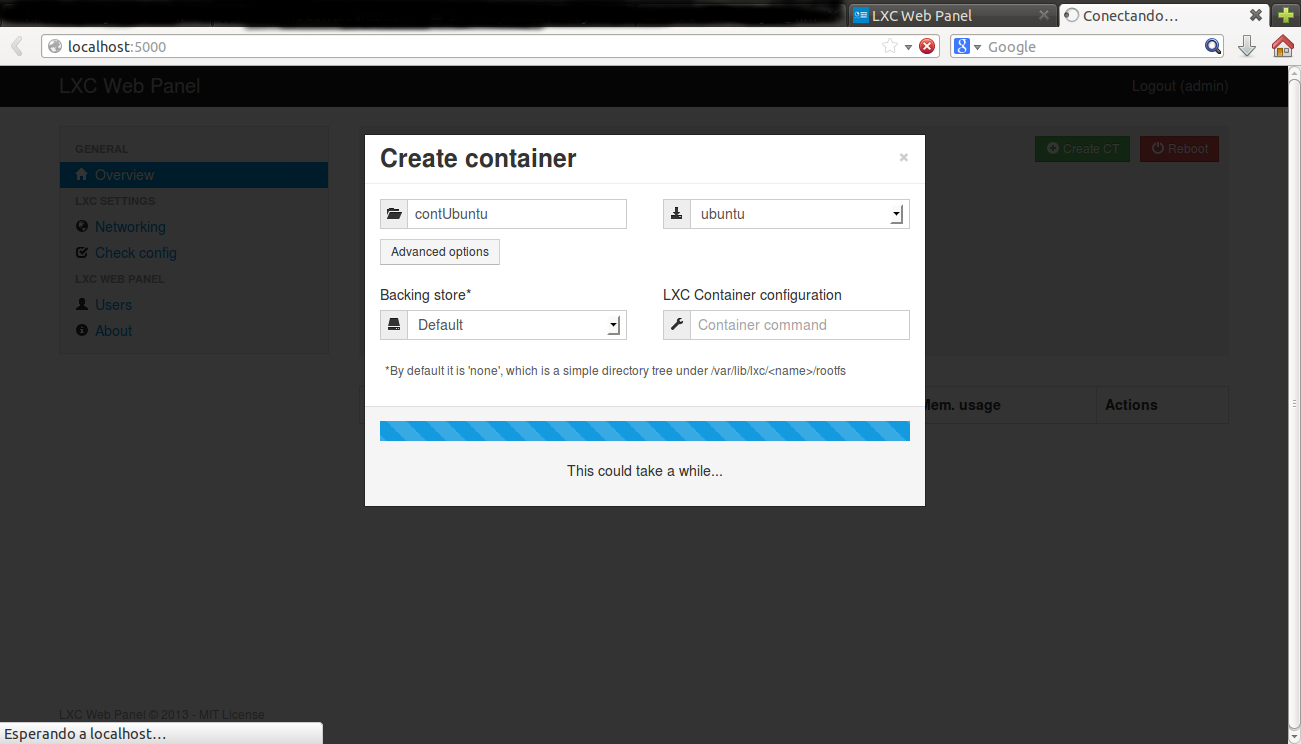 LXC Web Panel
Conectando…
localhost:5000
Google
LXC Web Panel
Logout (admin)
GENERAL
Overview
LXC SETTINGS
Networking
Check config
LXC WEB PANEL
Users
About
Create CT
Reboot
Create container
×
contUbuntu
ubuntu
Advanced options
Backing store*
LXC Container configuration
Default
Container command
*By default it is 'none', which is a simple directory tree under /var/lib/lxc/<name>/rootfs
Mem. usage
Actions
This could take a while...
LXC Web Panel © 2013 - MIT License
Esperando a localhost…